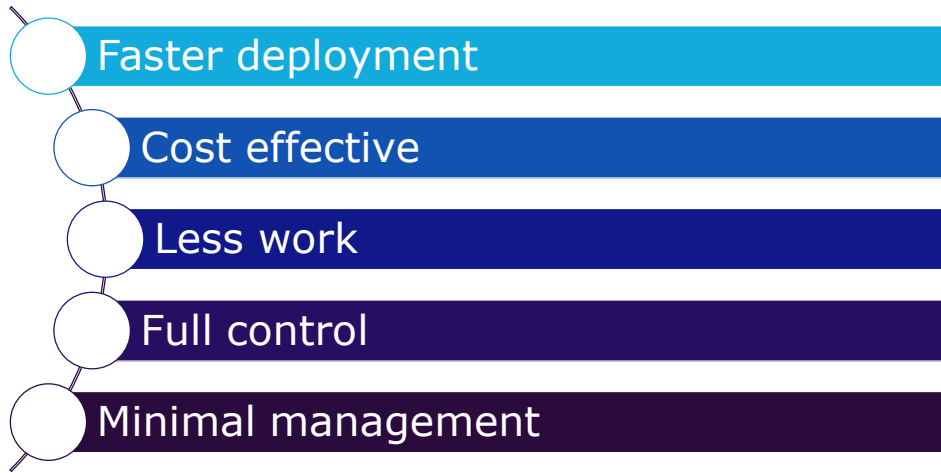 Faster deployment
Cost effective
Less work
Full control
Minimal management